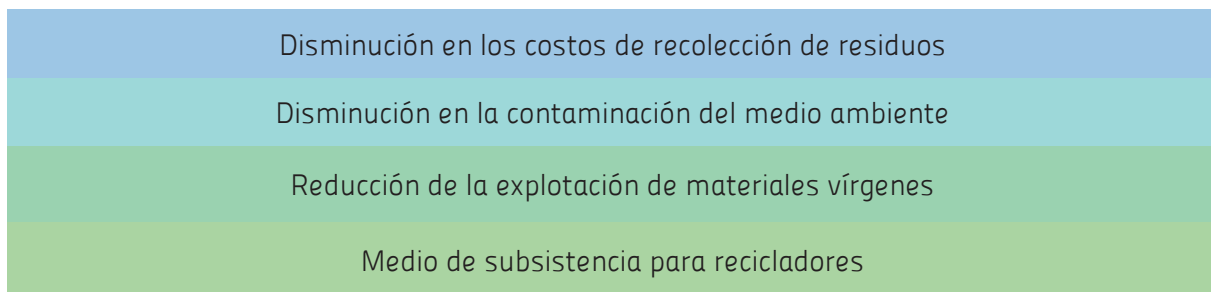 Disminución en los costos de recolección de residuos
Disminución en la contaminación del medio ambiente
Reducción de la explotación de materiales vírgenes
Medio de subsistencia para recicladores